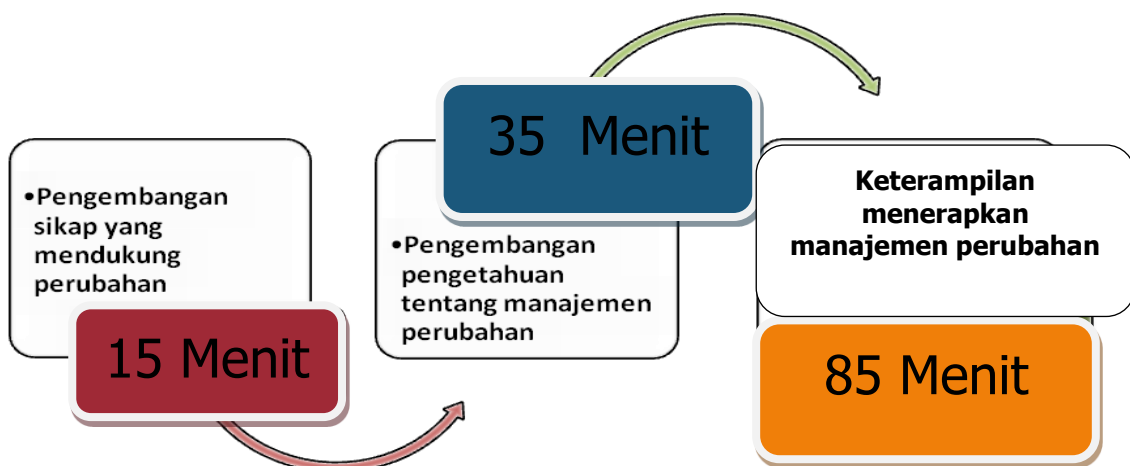 •Pengembangan
sikap yang
mendukung
perubahan
15 Menit
35 Menit
•Pengembangan
pengetahuan
tentang manajemen
perubahan
Keterampilan
menerapkan
manajemen perubahan
85 Menit